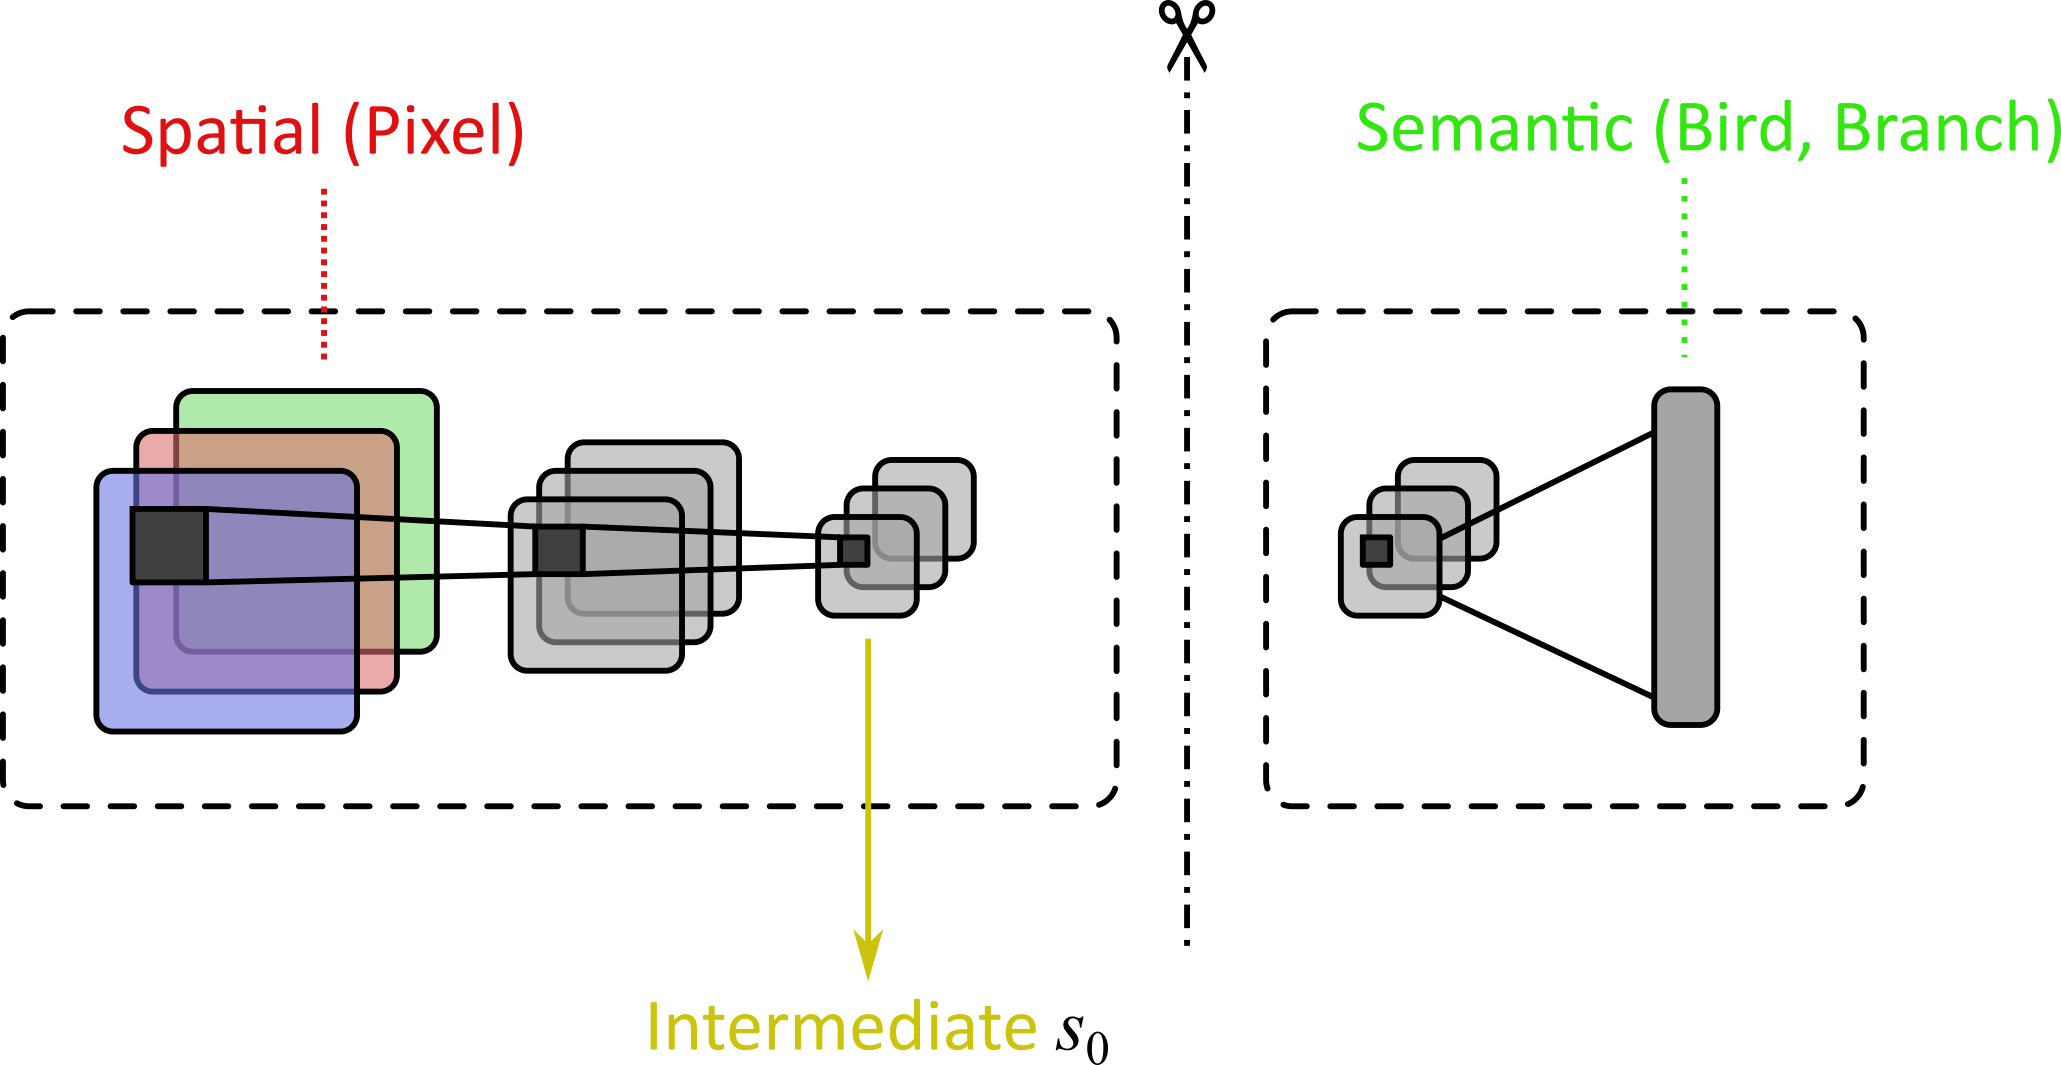 Spatial (Pixel)
Semantic (Bird, Branch)
Intermediate s₀